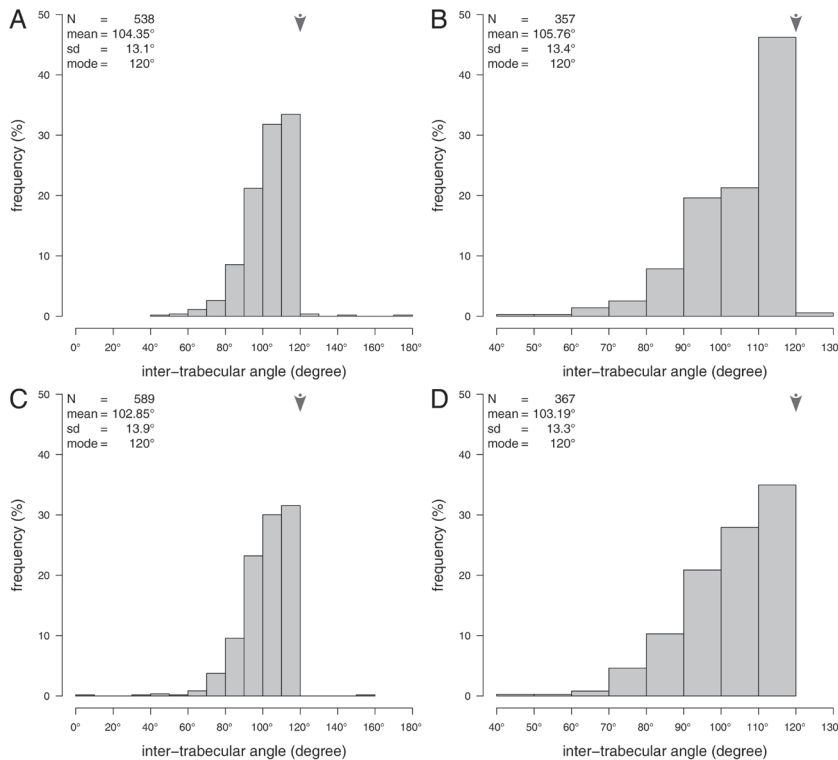 A
N = 538
mean = 104.35°
sd = 13.1°
mode = 120°
50
40
30
20
10
0
frequency (%)
0° 20° 40° 60° 80° 100° 120° 140° 160° 180°
inter−trabecular angle (degree)
B
N = 357
mean = 105.76°
sd = 13.4°
mode = 120°
50
40
30
20
10
0
frequency (%)
40° 50° 60° 70° 80° 90° 100° 110° 120° 130
inter−trabecular angle (degree)
C
N = 589
mean = 102.85°
sd = 13.9°
mode = 120°
50
40
30
20
10
0
frequency (%)
0° 20° 40° 60° 80° 100° 120° 140° 160° 180°
inter−trabecular angle (degree)
D
N = 367
mean = 103.19°
sd = 13.3°
mode = 120°
50
40
30
20
10
0
frequency (%)
40° 50° 60° 70° 80° 90° 100° 110° 120° 130
inter−trabecular angle (degree)